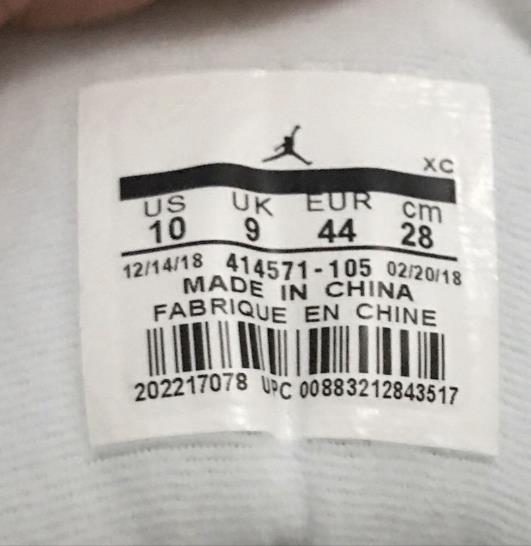 XC
US UK EUR cm
10 9 44 28
12/14/18 414571-105 02/20/18
MADE IN CHINA
FABRIQUE EN CHINE
202217078 UPC 00883212843517